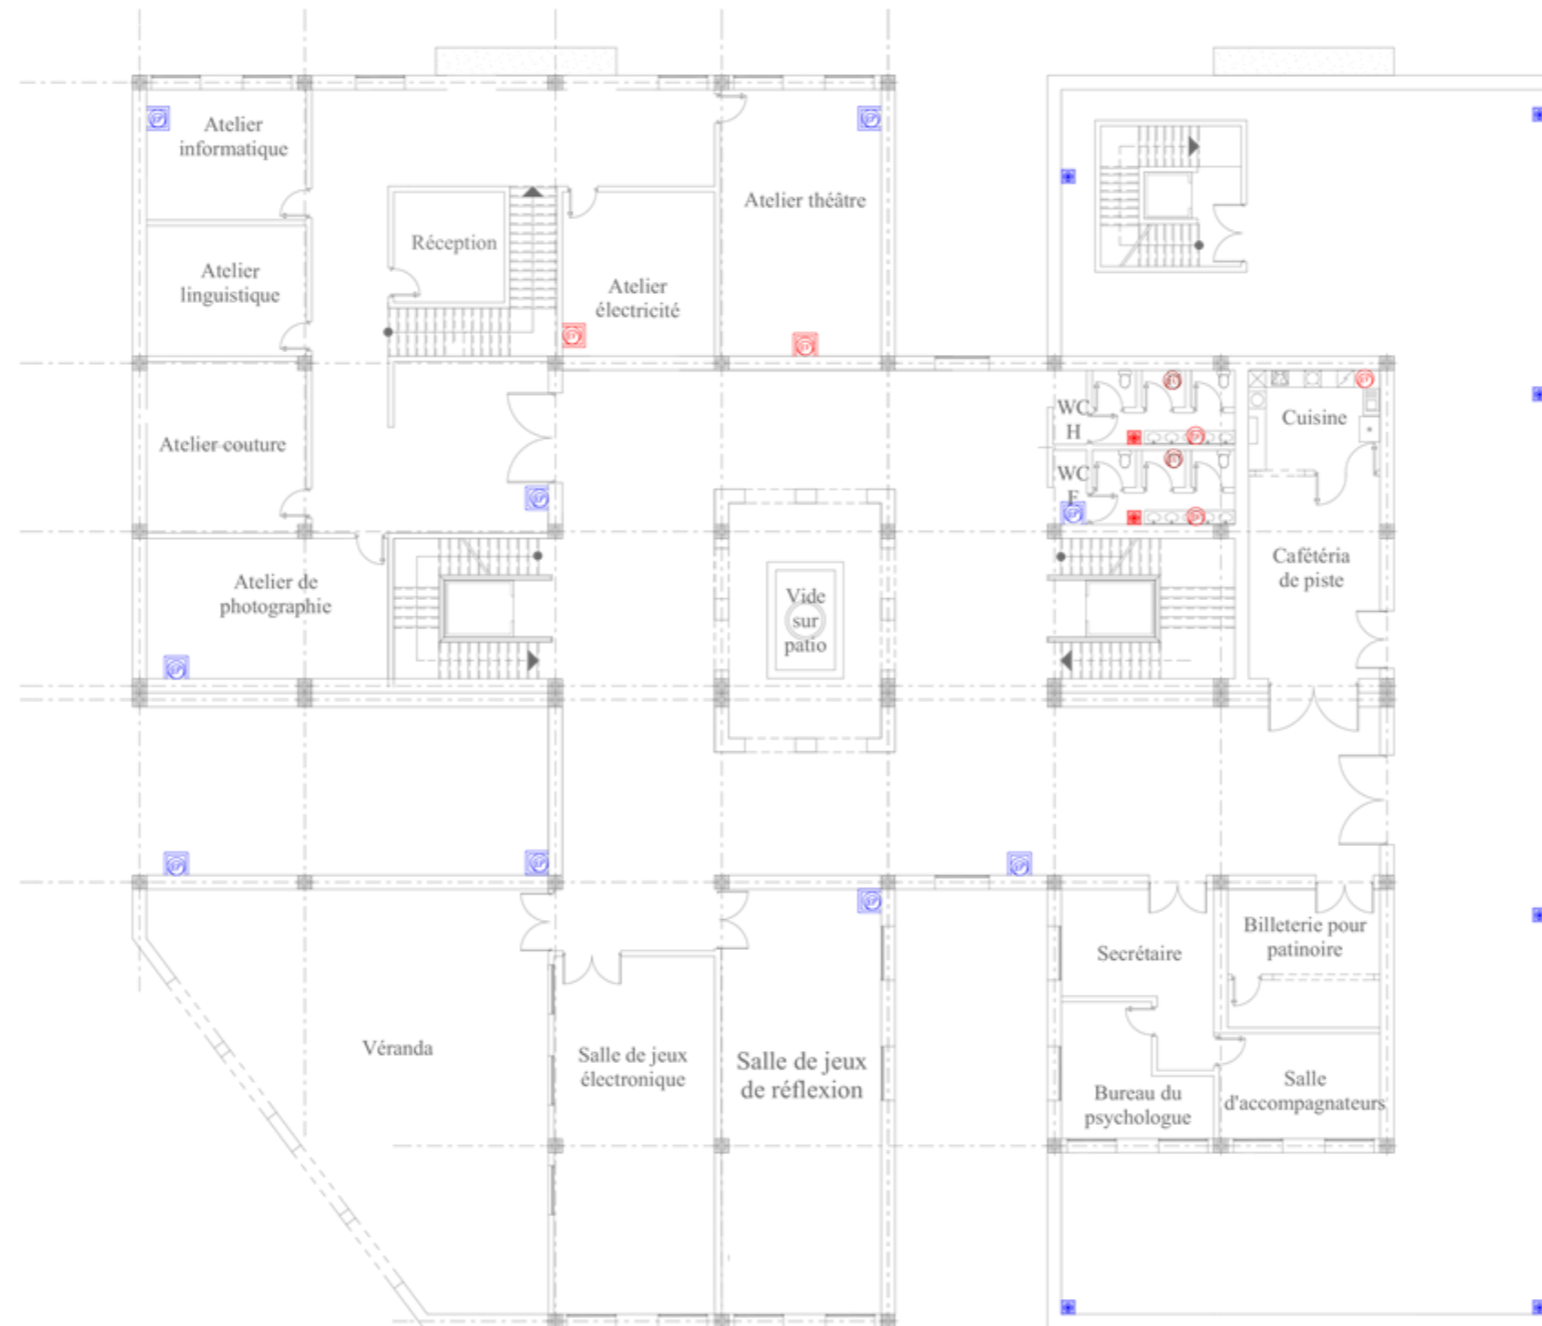 Atelier
informatique
Atelier théâtre
Réception
Atelier
linguistique
Atelier
électricité
WC
H
Cuisine
Atelier couture
WC
F
Cafétéria
de piste
Atelier de
photographie
Vide
sur
patio
Secrétaire
Billeterie pour
patinoire
Véranda
Salle de jeux
électronique
Salle de jeux
de réflexion
Bureau du
psychologue
Salle
d'accompagnateurs